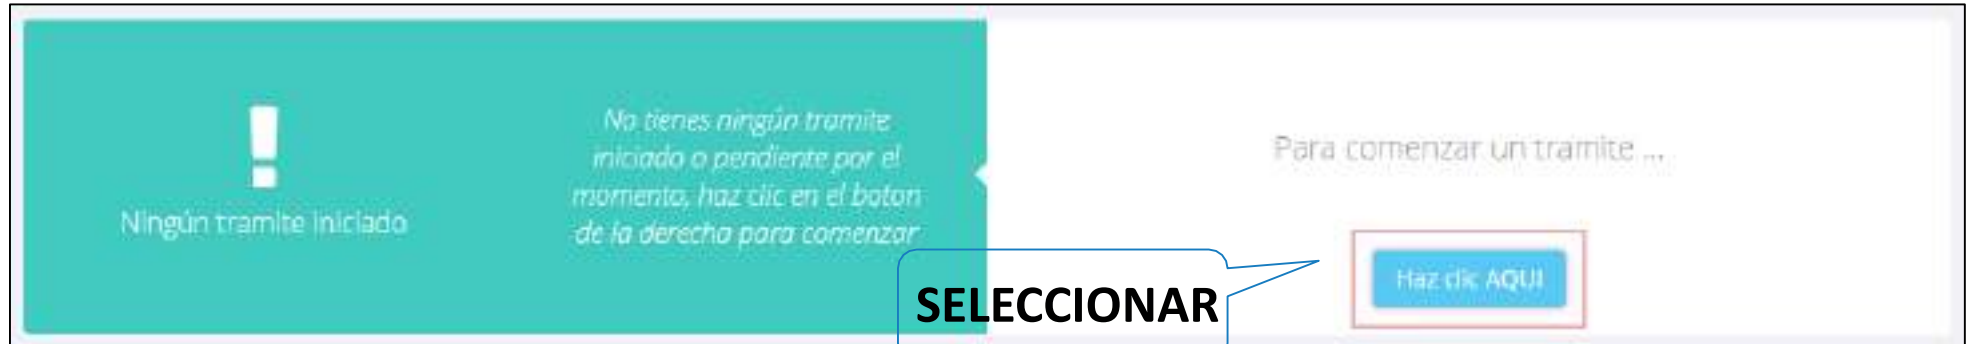 Ningún tramite iniciado
No tienes ningún tramite
iniciado o pendiente por el
momento, haz clic en el boton
de la derecha para comenzar
Para comenzar un tramite ...
Haz clic AQUI
SELECCIONAR